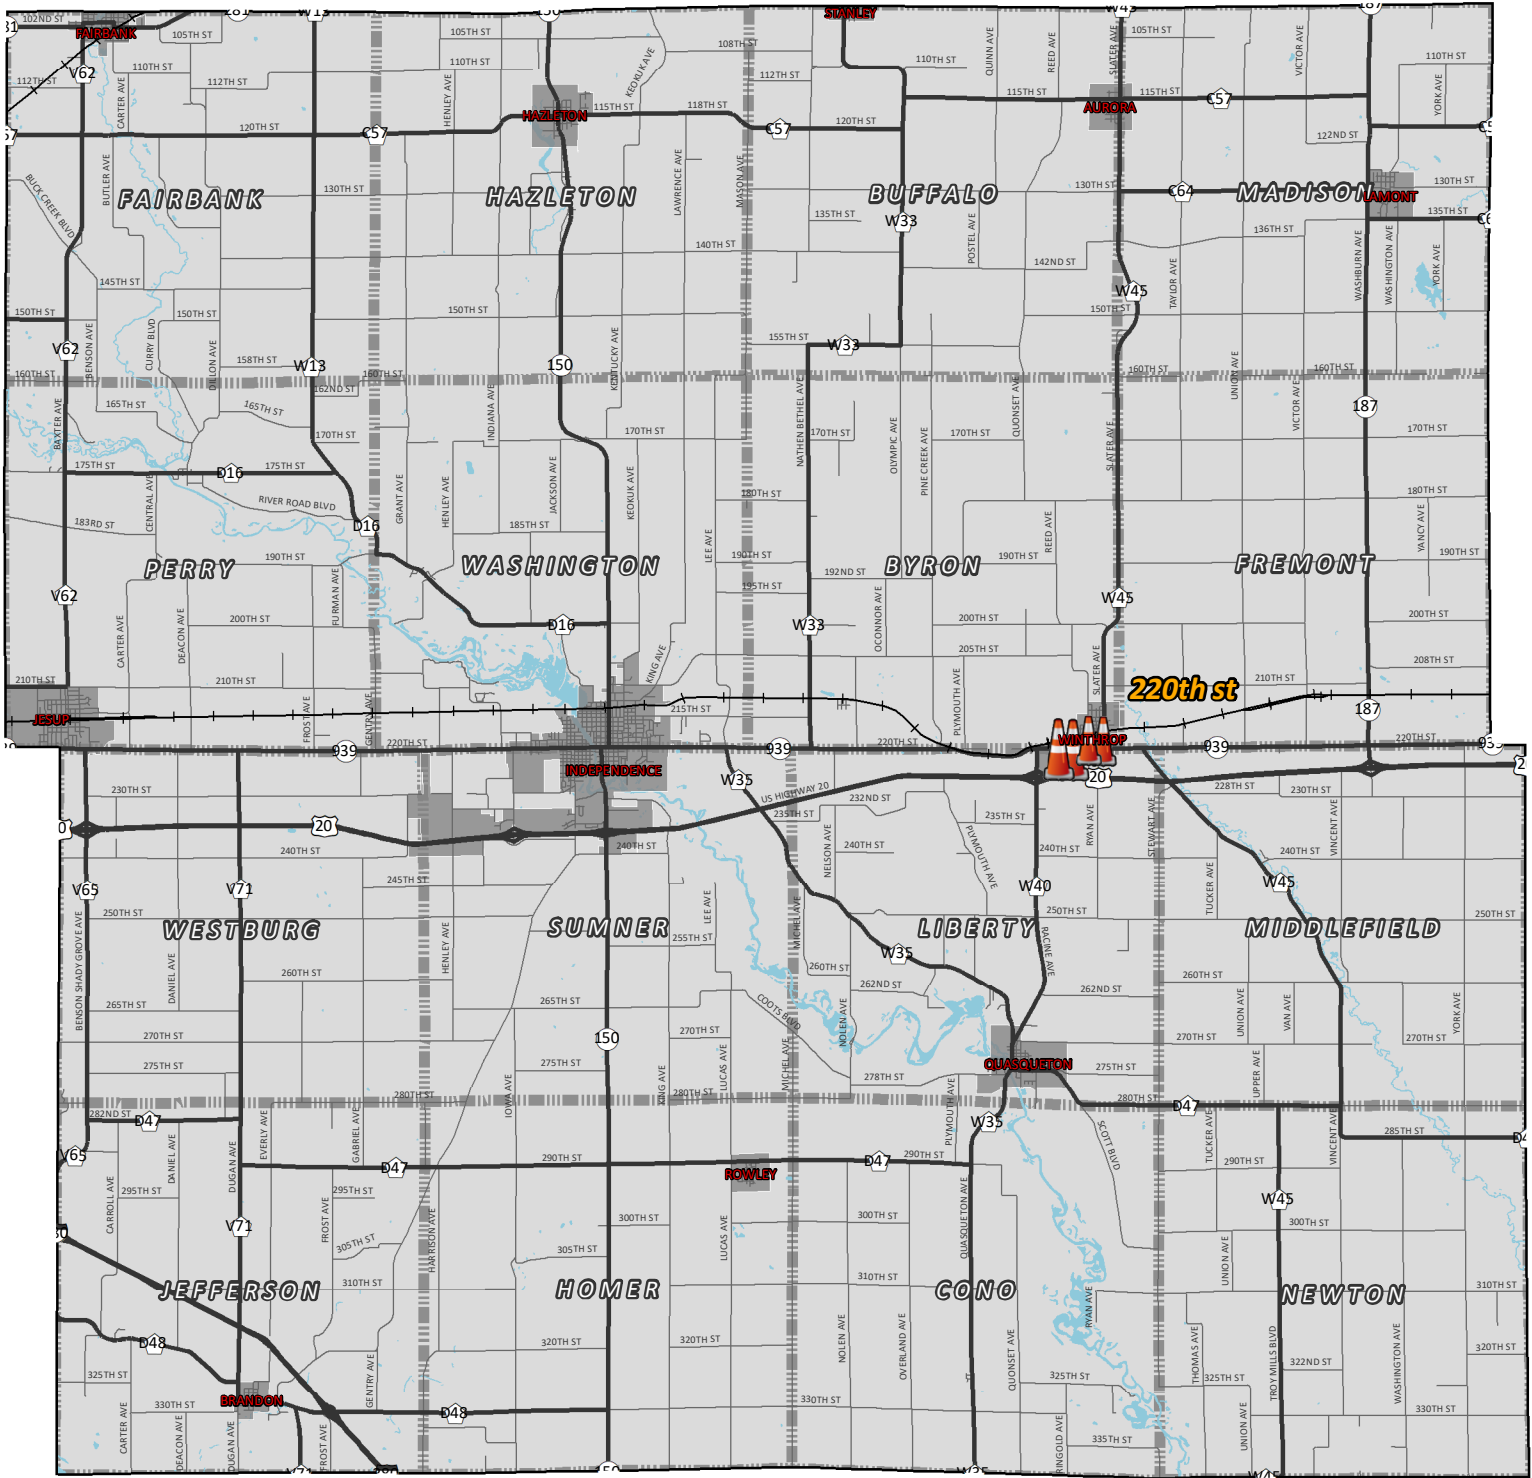 102ND ST
281
W13
150
STANLEY
W45
187
FAIRBANK
105TH ST
105TH ST
108TH ST
105TH ST
V62
110TH ST
110TH ST
KEOKUK AVE
112TH ST
110TH ST
QUINN AVE
REED AVE
SLATER AVE
VICTOR AVE
110TH ST
112TH ST
112TH ST
CARTER AVE
HENLEY AVE
HAZLETON
115TH ST
118TH ST
115TH ST
AURORA
115TH ST
C57
YORK AVE
120TH ST
C57
C57
120TH ST
122ND ST
BUTLER AVE
BUCK CREEK BLVD
FAIRBANK
130TH ST
HAZLETON
LAWRENCE AVE
MASON AVE
BUFFALO
130TH ST
C64
MADISON
LAMONT
130TH ST
135TH ST
W33
135TH ST
POSTEL AVE
136TH ST
140TH ST
142ND ST
WASHBURN AVE
WASHINGTON AVE
YORK AVE
145TH ST
TAYLOR AVE
W45
150TH ST
150TH ST
150TH ST
150TH ST
V62
BENSON AVE
CURRY BLVD
DILLON AVE
158TH ST
W13
150
KENTUCKY AVE
155TH ST
W33
UNION AVE
160TH ST
160TH ST
160TH ST
160TH ST
162ND ST
BAXTER AVE
165TH ST
165TH ST
INDIANA AVE
NATHEN BETHEL AVE
QUONSET AVE
VICTOR AVE
187
170TH ST
170TH ST
170TH ST
170TH ST
170TH ST
OLYMPIC AVE
PINE CREEK AVE
SLATER AVE
175TH ST
D16
175TH ST
CENTRAL AVE
RIVER ROAD BLVD
GRANT AVE
HENLEY AVE
JACKSON AVE
KEOKUK AVE
180TH ST
180TH ST
183RD ST
D16
185TH ST
REED AVE
YANCY AVE
LEE AVE
190TH ST
190TH ST
190TH ST
190TH ST
PERRY
WASHINGTON
BYRON
FREMONT
192ND ST
195TH ST
V62
FURMAN AVE
W45
CARTER AVE
DEACON AVE
200TH ST
D16
W33
OCONNOR AVE
200TH ST
200TH ST
KING AVE
205TH ST
SLATER AVE
208TH ST
210TH ST
210TH ST
PLYMOUTH AVE
220th st
210TH ST
JESUP
FROST AVE
GENTRY AVE
215TH ST
187
939
220TH ST
939
220TH ST
WINTHROP
939
220TH ST
939
INDEPENDENCE
W35
20
228TH ST
230TH ST
230TH ST
US HIGHWAY 20
232ND ST
235TH ST
235TH ST
RYAN AVE
STEWART AVE
VINCENT AVE
20
240TH ST
240TH ST
NELSON AVE
240TH ST
PLYMOUTH AVE
240TH ST
240TH ST
V65
V71
245TH ST
W40
TUCKER AVE
W45
BENSON SHADY GROVE AVE
250TH ST
LEE AVE
MICHEL AVE
250TH ST
250TH ST
WESTBURG
SUMNER
LIBERTY
MIDDLEFIELD
HENLEY AVE
255TH ST
W35
RACINE AVE
DANIEL AVE
260TH ST
260TH ST
260TH ST
262ND ST
262ND ST
265TH ST
265TH ST
COOTS BLVD
NOLEN AVE
UNION AVE
VAN AVE
YORK AVE
270TH ST
150
270TH ST
270TH ST
270TH ST
275TH ST
275TH ST
LUCAS AVE
MICHEL AVE
QUASQUETON
275TH ST
278TH ST
UPPER AVE
280TH ST
IOWA AVE
KING AVE
280TH ST
PLYMOUTH AVE
280TH ST
D47
282ND ST
D47
EVERLY AVE
GABRIEL AVE
W35
SCOTT BLVD
TUCKER AVE
VINCENT AVE
285TH ST
V65
DANIEL AVE
DUGAN AVE
D47
290TH ST
ROWLEY
D47
290TH ST
290TH ST
CARROLL AVE
295TH ST
295TH ST
FROST AVE
QUASQUETON AVE
W45
V71
HARRISON AVE
300TH ST
LUCAS AVE
300TH ST
300TH ST
305TH ST
305TH ST
UNION AVE
JEFFERSON
310TH ST
HOMER
310TH ST
CONO
NEWTON
310TH ST
RYAN AVE
D48
320TH ST
320TH ST
NOLEN AVE
OVERLAND AVE
QUONSET AVE
THOMAS AVE
TROY MILLS BLVD
320TH ST
322ND ST
325TH ST
GENTRY AVE
325TH ST
325TH ST
WASHINGTON AVE
BRANDON
330TH ST
D48
330TH ST
330TH ST
CARTER AVE
DEACON AVE
DUGAN AVE
FROST AVE
RINGOLD AVE
335TH ST
UNION AVE